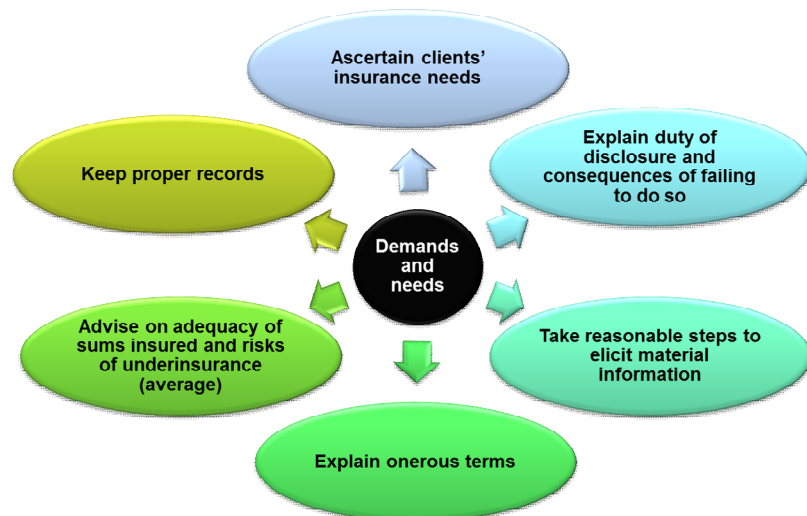 Ascertain clients'
insurance needs
Explain duty of
disclosure and
consequences of failing
to do so
Take reasonable steps to
elicit material
information
Explain onerous terms
Advise on adequacy of
sums insured and risks
of underinsurance
(average)
Keep proper records
Demands
and
needs